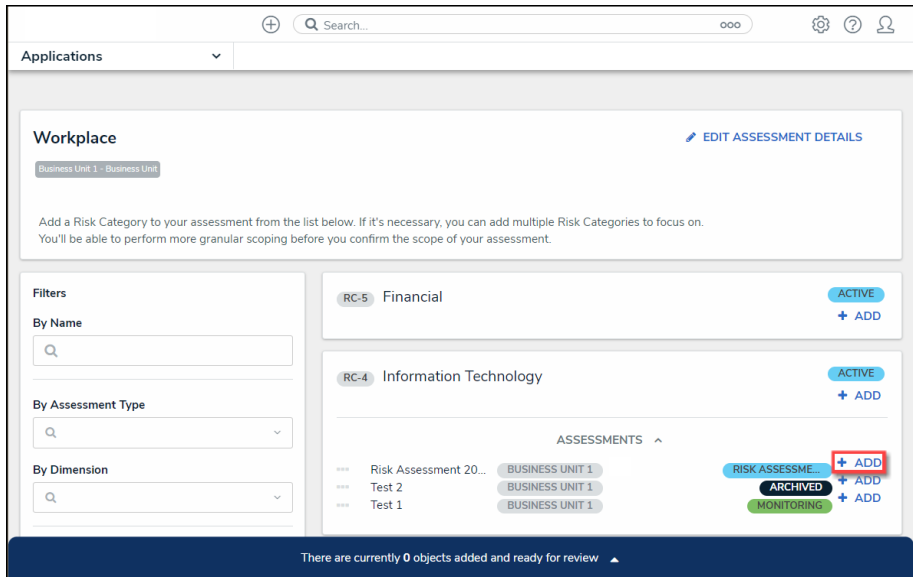 Search...
Applications
Workplace
EDIT ASSESSMENT DETAILS
Business Unit 1 - Business Unit
Add a Risk Category to your assessment from the list below. If it's necessary, you can add multiple Risk Categories to focus on.
You'll be able to perform more granular scoping before you confirm the scope of your assessment.
Filters
By Name
By Assessment Type
By Dimension
RC-5 Financial ACTIVE
+ ADD
RC-4 Information Technology ACTIVE
+ ADD
ASSESSMENTS
Risk Assessment 20... BUSINESS UNIT 1 RISK ASSESSME... + ADD
Test 2 BUSINESS UNIT 1 ARCHIVED + ADD
Test 1 BUSINESS UNIT 1 MONITORING + ADD
There are currently 0 objects added and ready for review